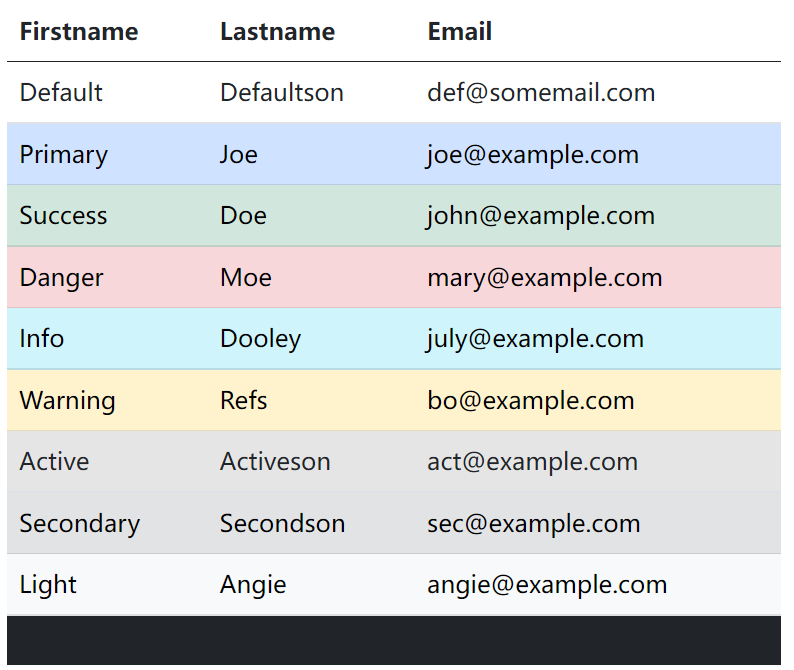 Firstname Lastname Email
Default Defaultson def@somemail.com
Primary Joe joe@example.com
Success Doe john@example.com
Danger Moe mary@example.com
Info Dooley july@example.com
Warning Refs bo@example.com
Active Activeson act@example.com
Secondary Secondson sec@example.com
Light Angie angie@example.com